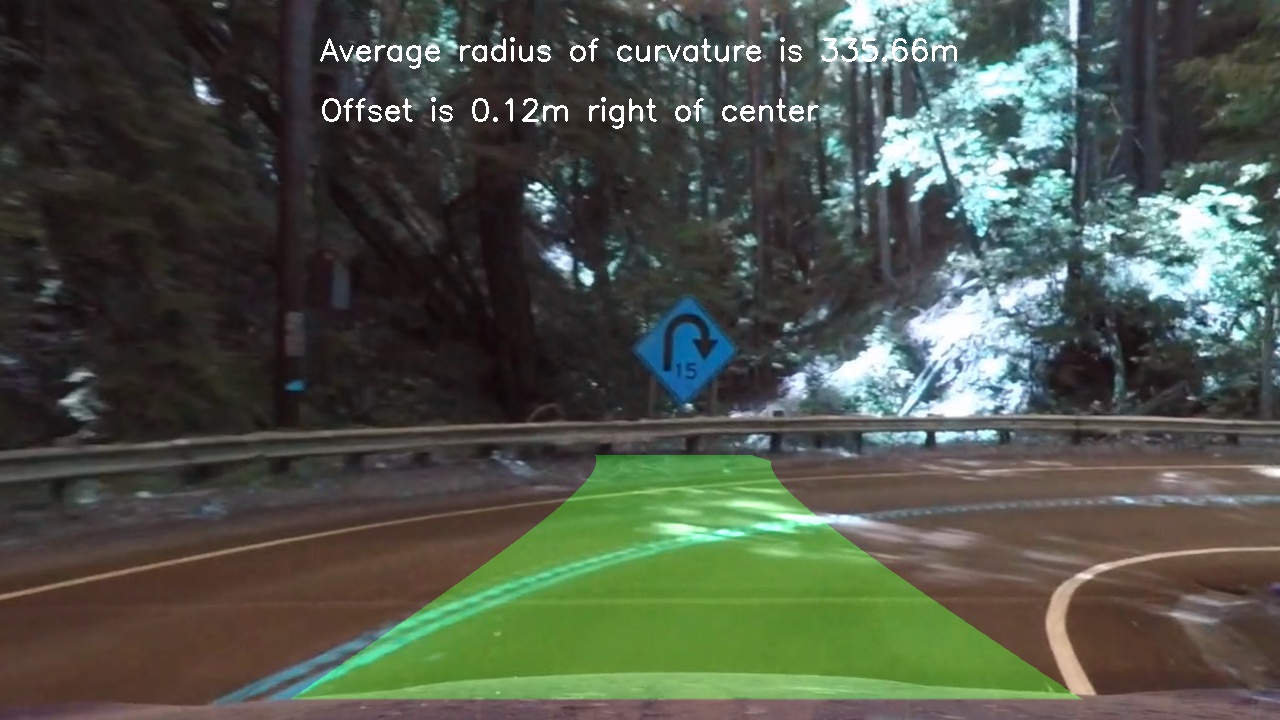 Average radius of curvature is 335.66m
Offset is 0.12m right of center
15